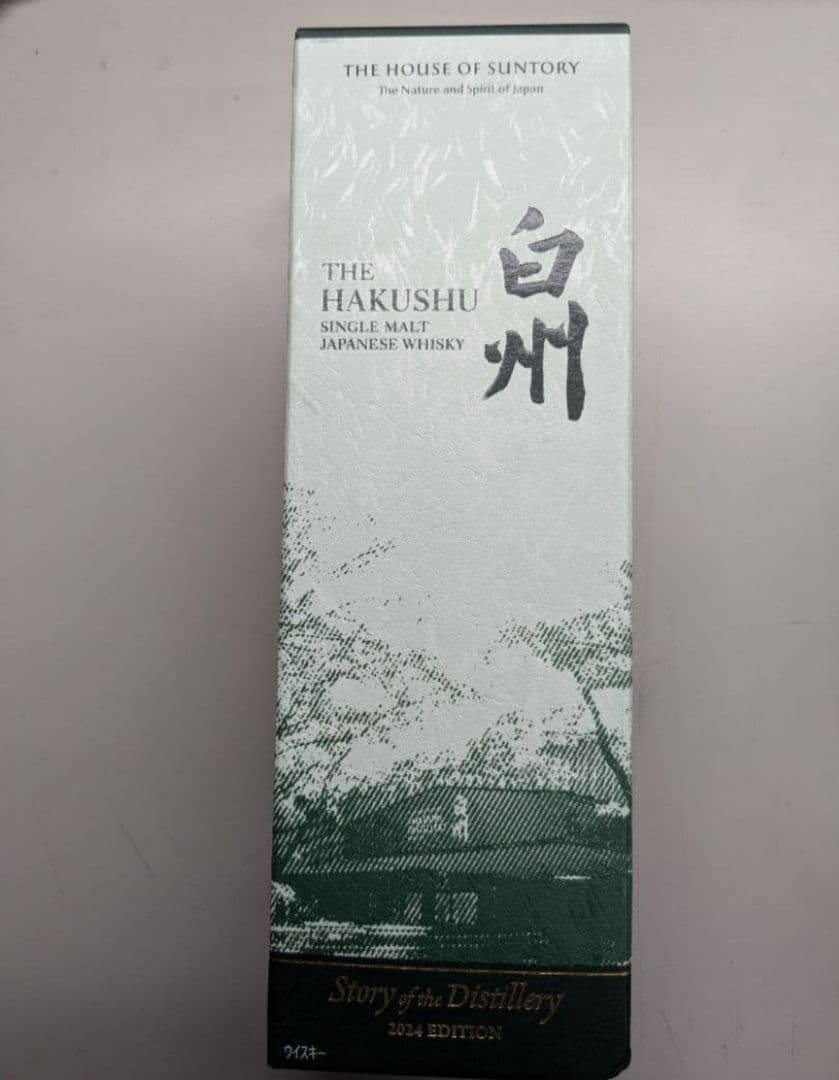 THE HOUSE OF SUNTORY
The Nature and Spirit of Japan
白州
THE
HAKUSHU
SINGLE MALT
JAPANESE WHISKY
Story of the Distillery
2024 EDITION
ウイスキー